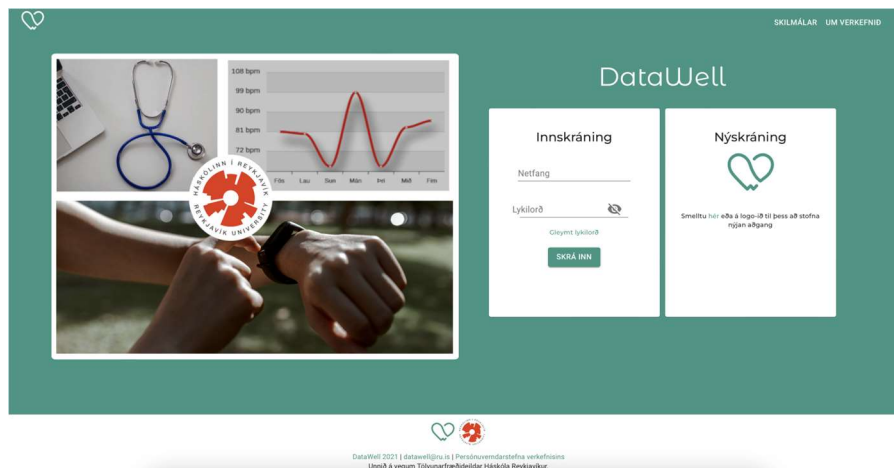 SKILMÁLAR UM VERKEFNIÐ
DataWell
108 bpm
99 bpm
90 bpm
81 bpm
72 bpm
Fös Lau Sun Mán Þri Mið Fim
HÁSKÓLINN Í REYKJAVÍK
REYKJAVIK UNIVERSITY
Innskráning
Netfang
Lykilorð
Gleymt lykilorð
SKRÁ INN
Nýskráning
Smelltu hér eða á logo-ið til þess að stofna
nýjan aðgang
DataWell 2021 | datawell@ru.is | Persónuverndarstefna verkefnisins
Unnið á vegum Tölvunarfræðideildar Háskóla Reykjavíkur